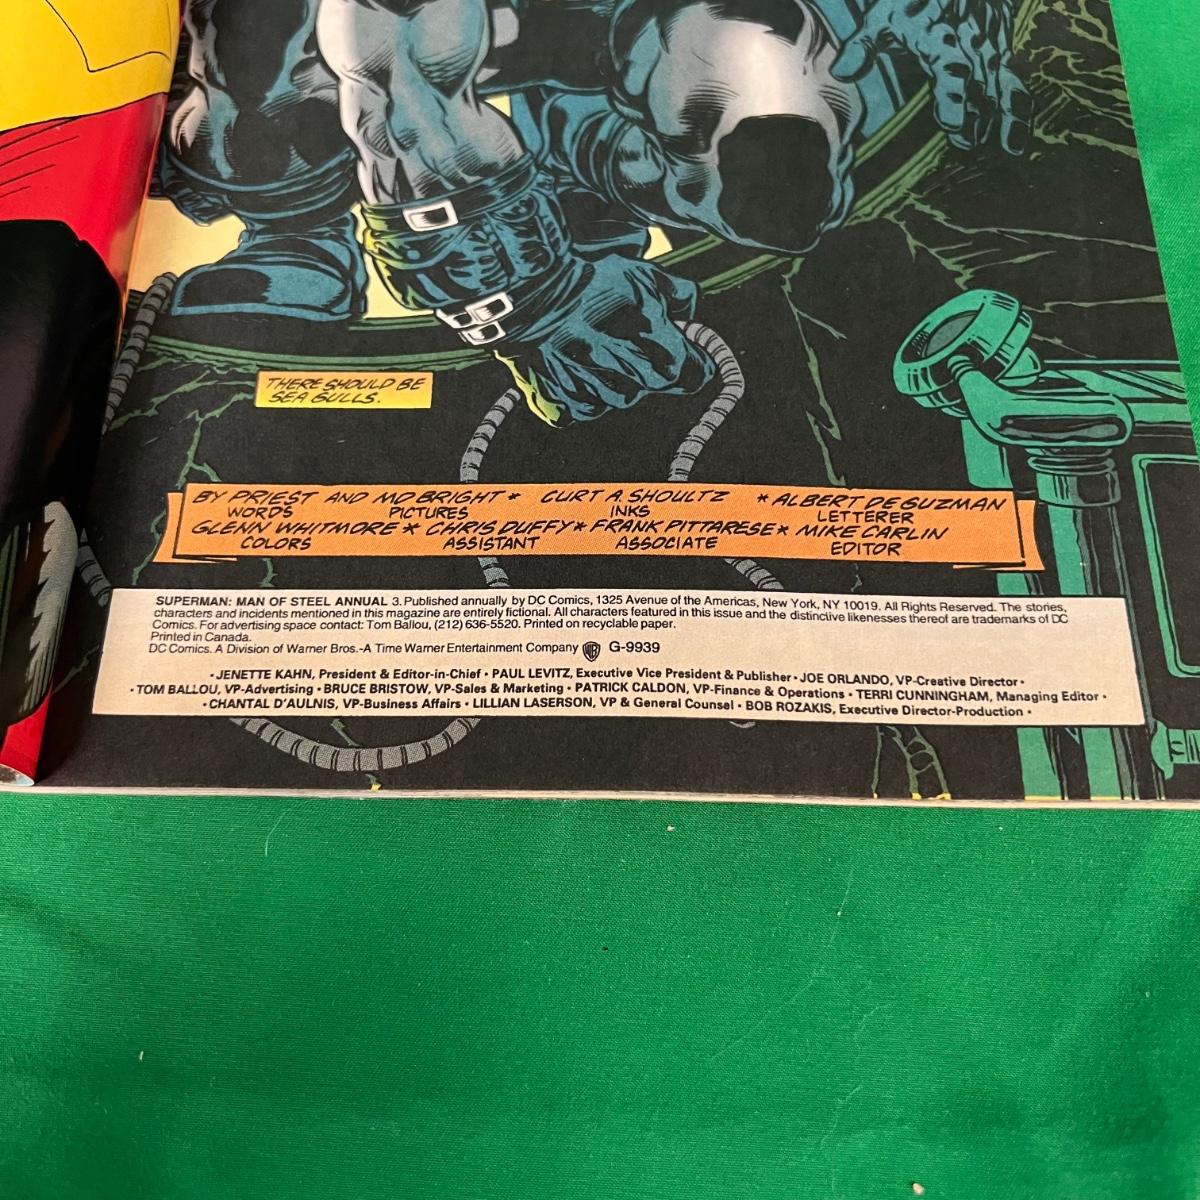 THERE SHOULD BE
SEA GULLS.
BY PRIEST AND MD BRIGHT * CURT A. SHOULTZ * ALBERT DE GUZMAN
WORDS PICTURES INKS LETTERER
GLENN WHITMORE * CHRIS DUFFY * FRANK PITTARESE * MIKE CARLIN
COLORS ASSISTANT ASSOCIATE EDITOR
SUPERMAN: MAN OF STEEL ANNUAL 3. Published annually by DC Comics, 1325 Avenue of the Americas, New York, NY 10019. All Rights Reserved. The stories,
characters and incidents mentioned in this magazine are entirely fictional. All characters featured in this issue and the distinctive likenesses thereof are trademarks of DC
Comics. For advertising space contact: Tom Ballou, (212) 636-5520. Printed on recyclable paper.
Printed in Canada.
DC Comics. A Division of Warner Bros.-A Time Warner Entertainment Company WB G-9939
• JENETTE KAHN, President & Editor-in-Chief • PAUL LEVITZ, Executive Vice President & Publisher • JOE ORLANDO, VP-Creative Director •
• TOM BALLOU, VP-Advertising • BRUCE BRISTOW, VP-Sales & Marketing • PATRICK CALDON, VP-Finance & Operations • TERRI CUNNINGHAM, Managing Editor •
• CHANTAL D'AULNIS, VP-Business Affairs • LILLIAN LASERSON, VP & General Counsel • BOB ROZAKIS, Executive Director-Production •